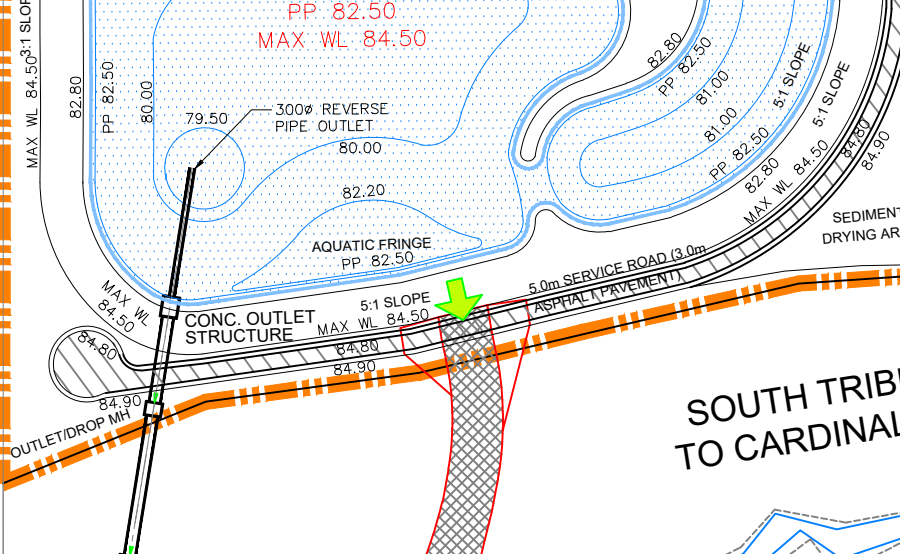 PP 82.50
MAX WL 84.50
3:1 SLOP
MAX WL 84.50
82.80
PP 82.50
80.00
79.50
300ø REVERSE
PIPE OUTLET
80.00
82.20
AQUATIC FRINGE
PP 82.50
82.80
PP 82.50
81.00
81.00
PP 82.50
82.80
MAX WL 84.50
5:1 SLOPE
5:1 SLOPE
84.80
84.90
SEDIMENT
DRYING AR
5.0m SERVICE ROAD (3.0m
ASPHALT PAVEMENT)
5:1 SLOPE
MAX WL 84.50
MAX WL
84.50
CONC. OUTLET
STRUCTURE
84.80
84.80
84.90
84.90
OUTLET/DROP MH
SOUTH TRIB
TO CARDINAL